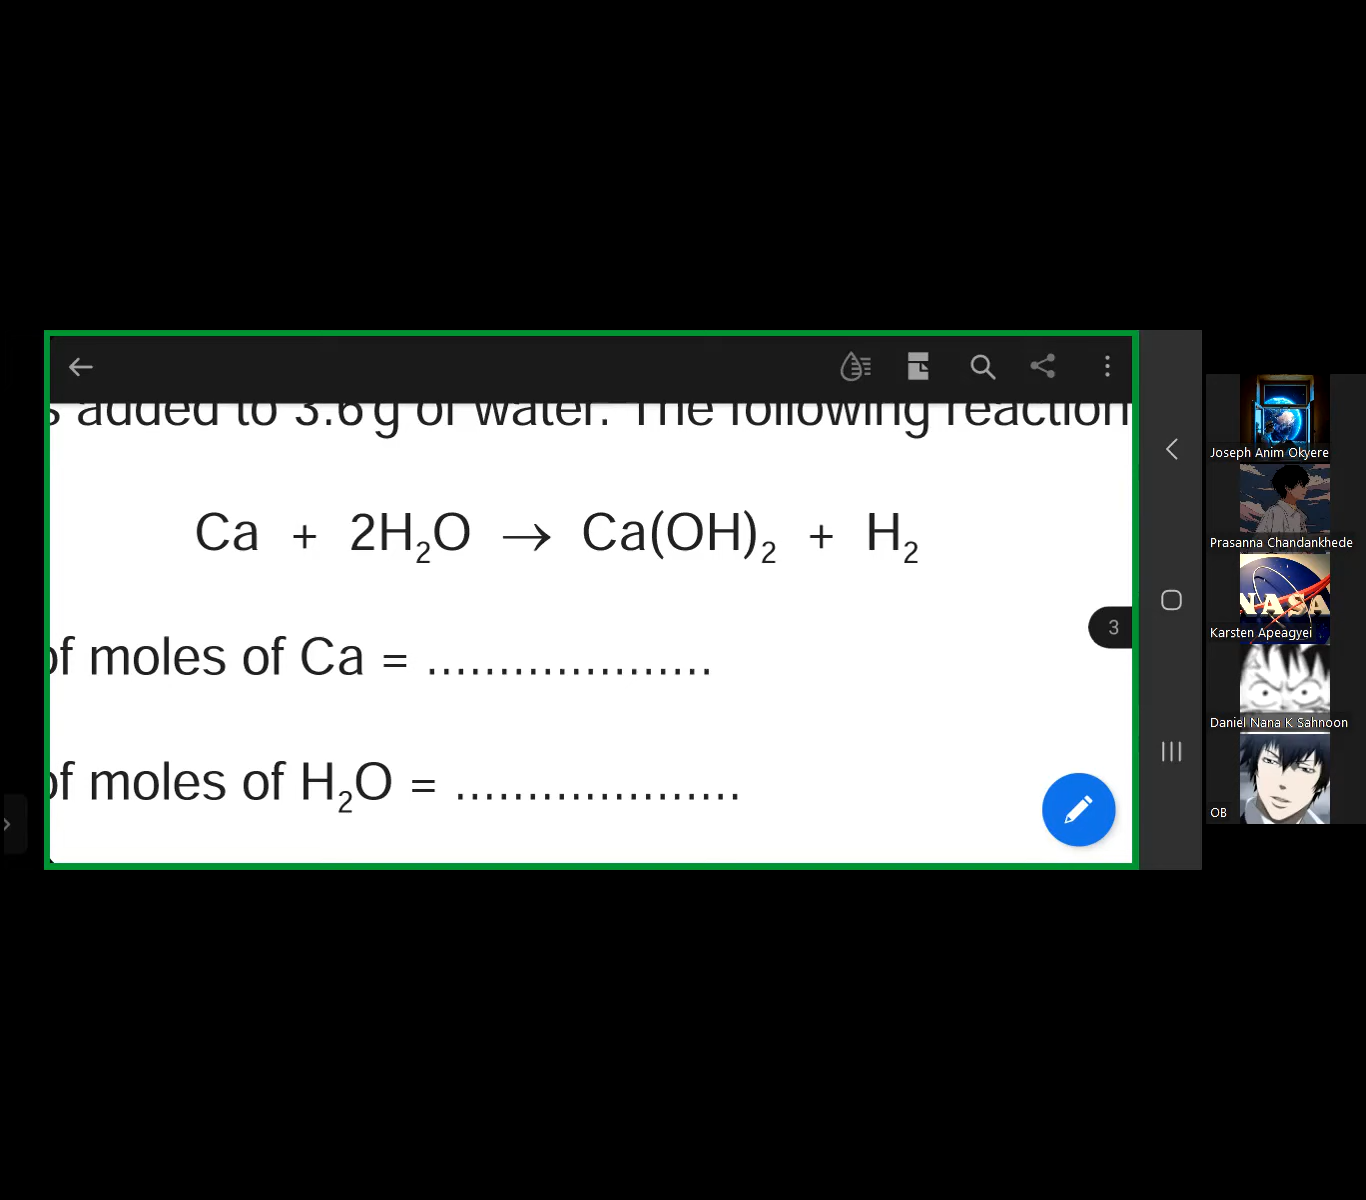 s added to 3.6 g of water. The following reaction
Ca + 2H₂O → Ca(OH)₂ + H₂
of moles of Ca = ....................
3
of moles of H₂O = ....................
Joseph Anim Okyere
Prasanna Chandankhede
NASA
Karsten Apeagyei
Daniel Nana K Sahnoon
OB